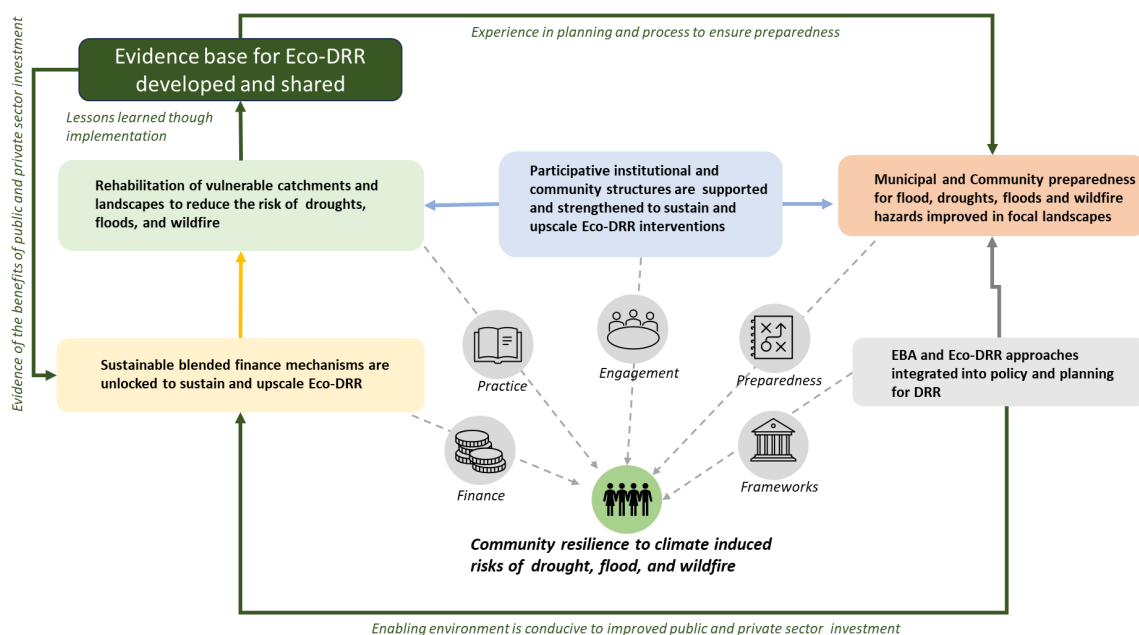 Experience in planning and process to ensure preparedness
Evidence base for Eco-DRR
developed and shared
Evidence of the benefits of public and private sector investment
Lessons learned though
implementation
Rehabilitation of vulnerable catchments and
landscapes to reduce the risk of droughts,
floods, and wildfire
Participative institutional and
community structures are supported
and strengthened to sustain and
upscale Eco-DRR interventions
Municipal and Community preparedness
for flood, droughts, floods and wildfire
hazards improved in focal landscapes
Sustainable blended finance mechanisms are
unlocked to sustain and upscale Eco-DRR
Practice
Engagement
Preparedness
EBA and Eco-DRR approaches
integrated into policy and planning
for DRR
Finance
Frameworks
Community resilience to climate induced
risks of drought, flood, and wildfire
Enabling environment is conducive to improved public and private sector investment